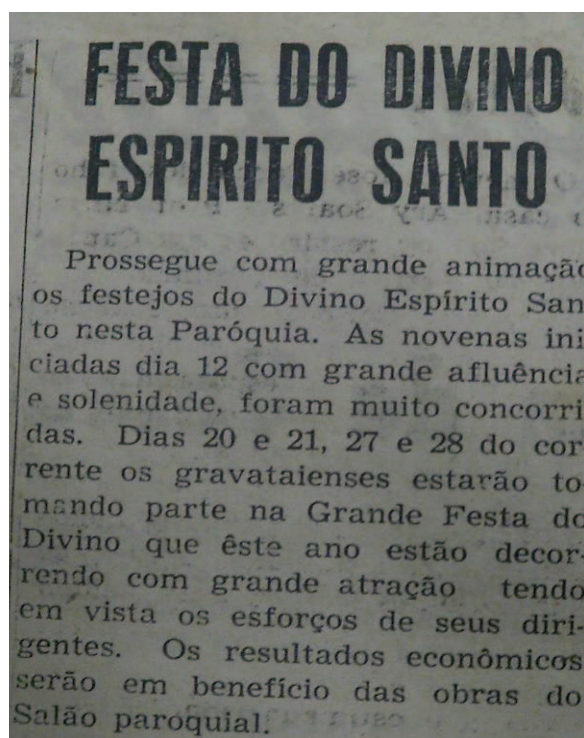 FESTA DO DIVINO
ESPIRITO SANTO
Prossegue com grande animação
os festejos do Divino Espírito San
to nesta Paróquia. As novenas ini
ciadas dia 12 com grande afluência
e solenidade, foram muito concorri
das. Dias 20 e 21, 27 e 28 do cor
rente os gravataienses estarão to-
mando parte na Grande Festa do
Divino que êste ano estão decor-
rendo com grande atração tendo
em vista os esforços de seus diri-
gentes. Os resultados econômicos
serão em benefício das obras do
Salão paroquial.